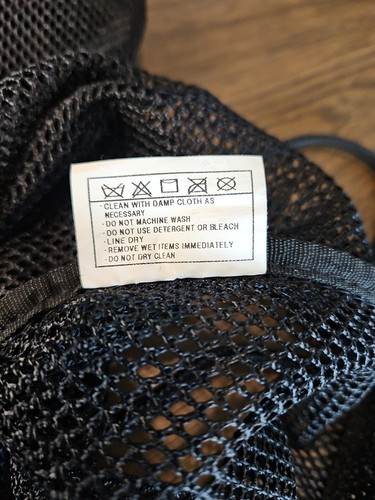 · CLEAN WITH DAMP CLOTH AS
NECESSARY
· DO NOT MACHINE WASH
· DO NOT USE DETERGENT OR BLEACH
· LINE DRY
· REMOVE WET ITEMS IMMEDIATELY
· DO NOT DRY CLEAN